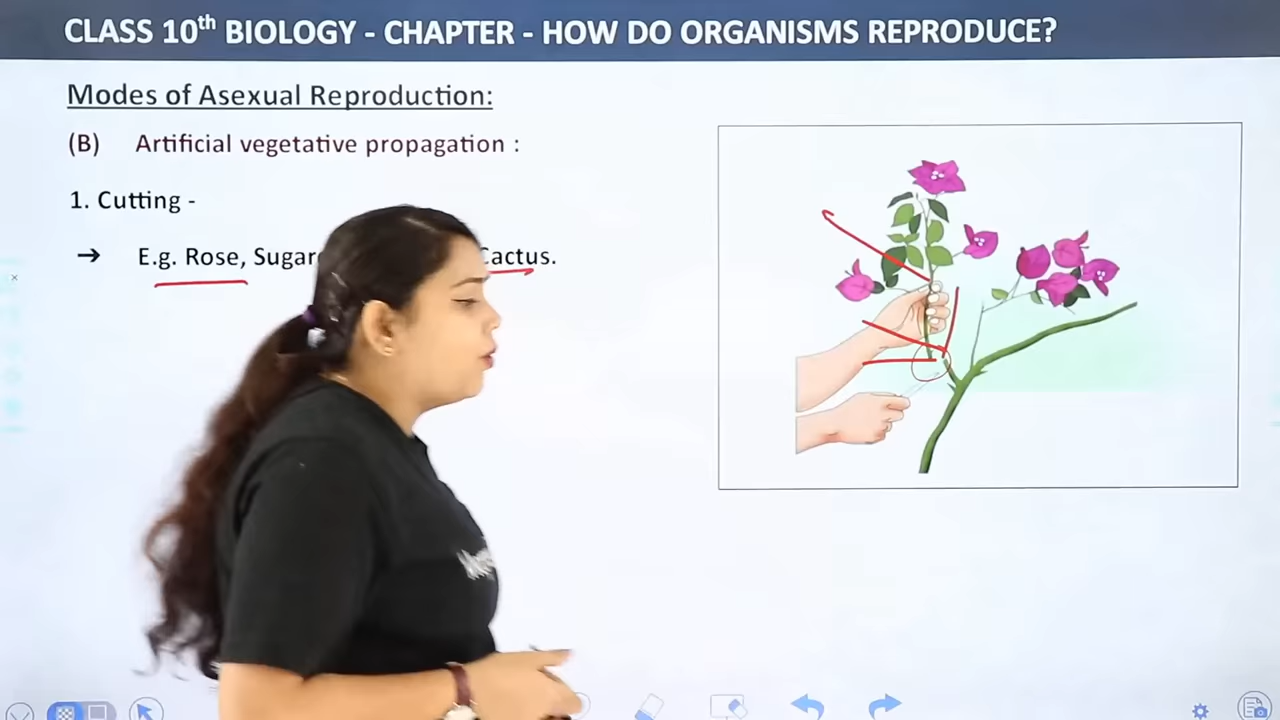 CLASS 10th BIOLOGY - CHAPTER - HOW DO ORGANISMS REPRODUCE?
Modes of Asexual Reproduction:
(B) Artificial vegetative propagation :
1. Cutting -
→ E.g. Rose, Sugar Cactus.